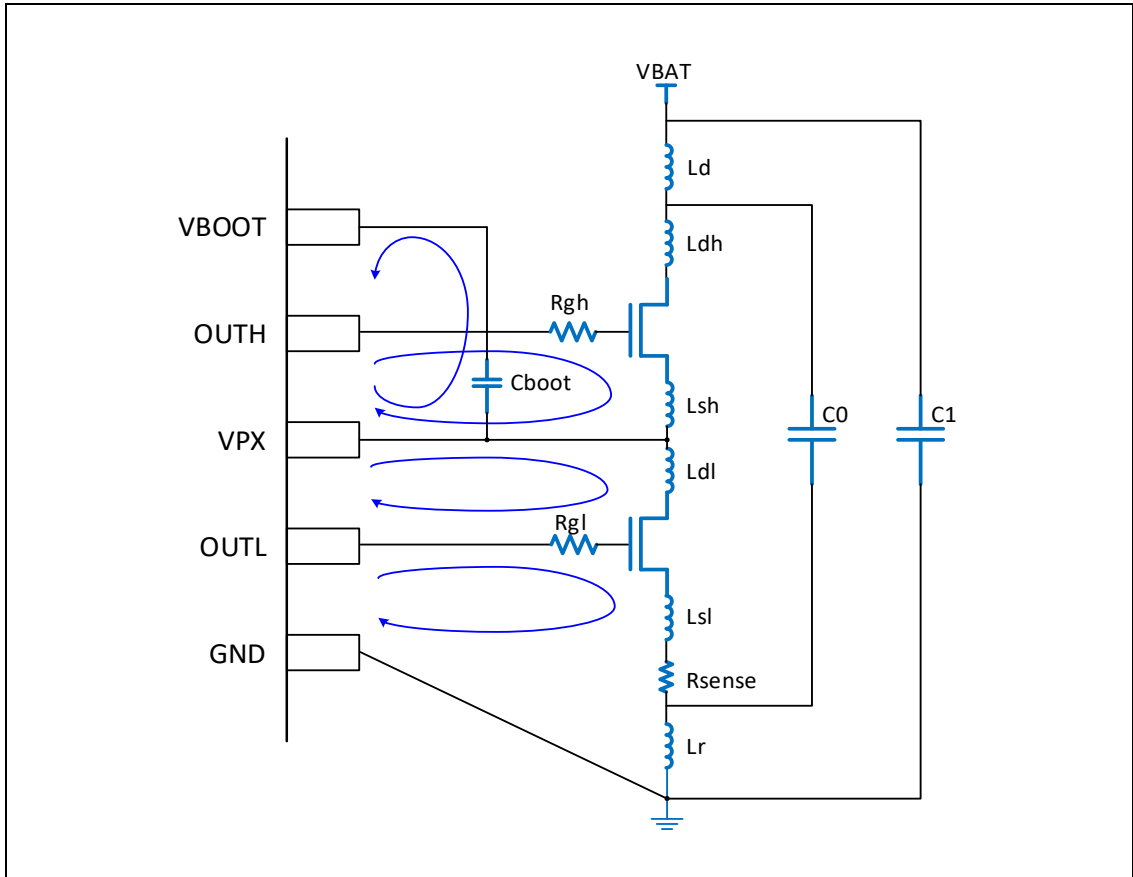 VBAT
Ld
VBOOT
Ldh
Rgh
OUTH
Cboot
Lsh
C0
C1
VPX
Ldl
Rgl
OUTL
Lsl
GND
Rsense
Lr